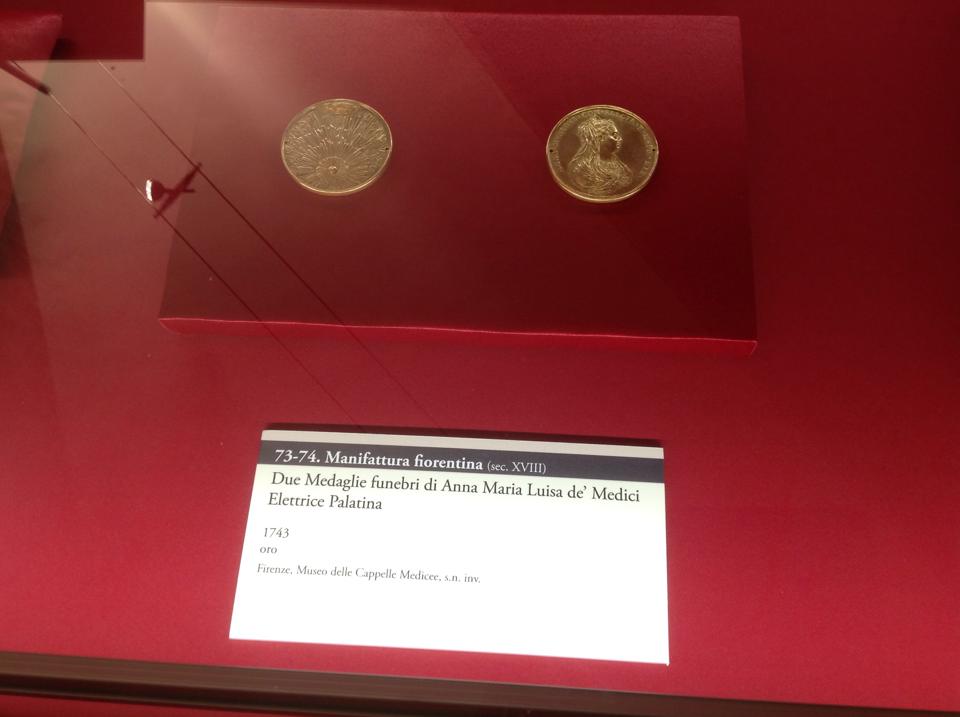 73-74. Manifattura fiorentina (sec. XVIII)
Due Medaglie funebri di Anna Maria Luisa de’ Medici
Elettrice Palatina
1743
oro
Firenze, Museo delle Cappelle Medicee, s.n. inv.